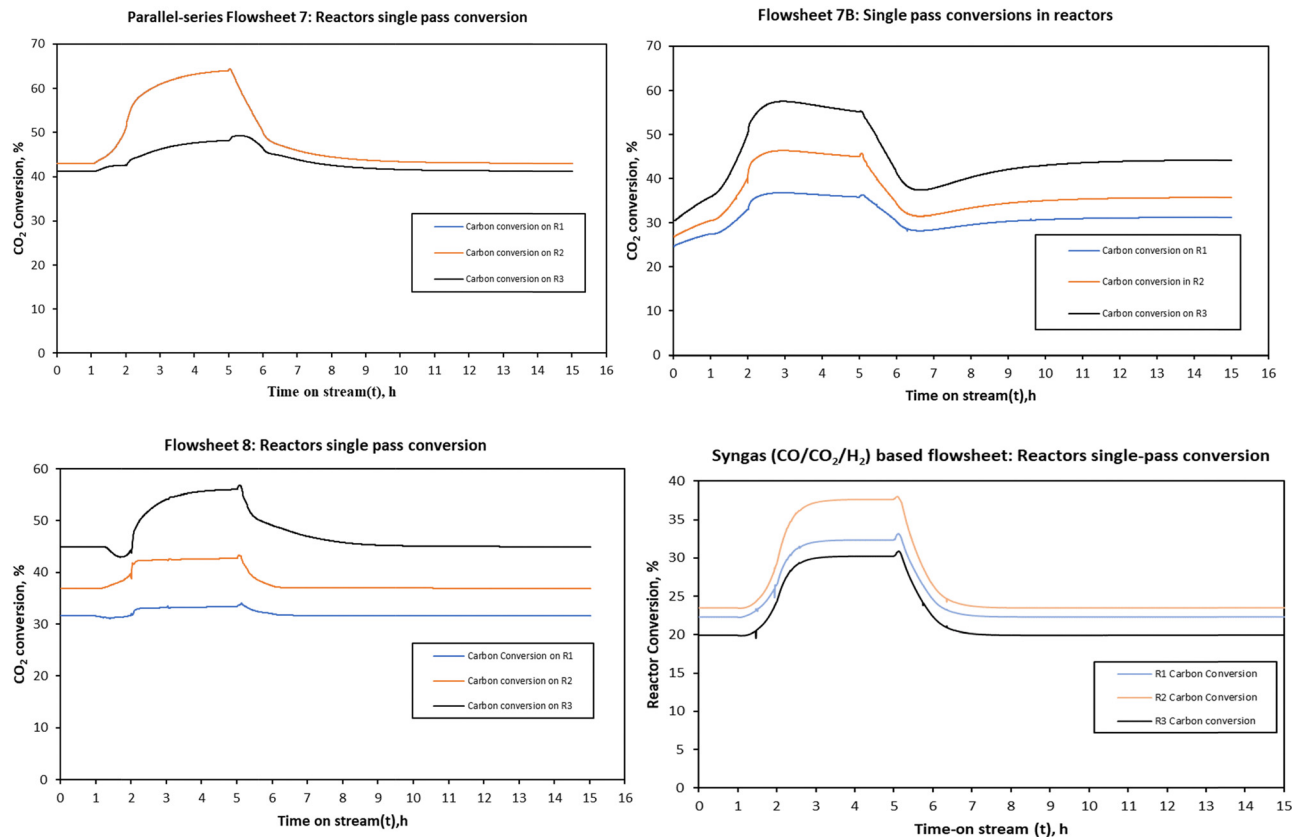 Parallel-series Flowsheet 7: Reactors single pass conversion
CO₂ Conversion, %
70
60
50
40
30
20
10
0
Carbon conversion on R1
Carbon conversion on R2
Carbon conversion on R3
0 1 2 3 4 5 6 7 8 9 10 11 12 13 14 15 16
Time on stream(t), h
Flowsheet 7B: Single pass conversions in reactors
CO₂ conversion, %
70
60
50
40
30
20
10
0
Carbon conversion on R1
Carbon conversion in R2
Carbon conversion on R3
0 1 2 3 4 5 6 7 8 9 10 11 12 13 14 15 16
Time on stream(t),h
Flowsheet 8: Reactors single pass conversion
CO₂ conversion, %
60
50
40
30
20
10
0
Carbon Conversion on R1
Carbon conversion on R2
Carbon conversion on R3
0 1 2 3 4 5 6 7 8 9 10 11 12 13 14 15 16
Time on stream(t),h
Syngas (CO/CO₂/H₂) based flowsheet: Reactors single-pass conversion
Reactor Conversion, %
40
35
30
25
20
15
10
5
0
R1 Carbon Conversion
R2 Carbon Conversion
R3 Carbon conversion
0 1 2 3 4 5 6 7 8 9 10 11 12 13 14 15
Time-on stream (t), h